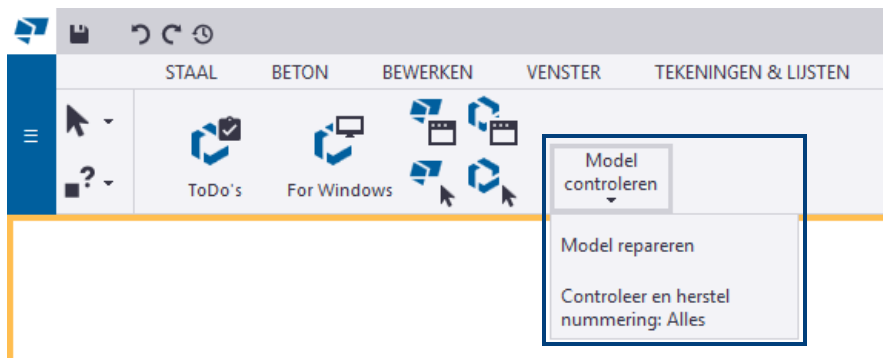 STAAL BETON BEWERKEN VENSTER TEKENINGEN & LIJSTEN
?
ToDo's For Windows
Model
controleren
Model repareren
Controleer en herstel
nummering: Alles